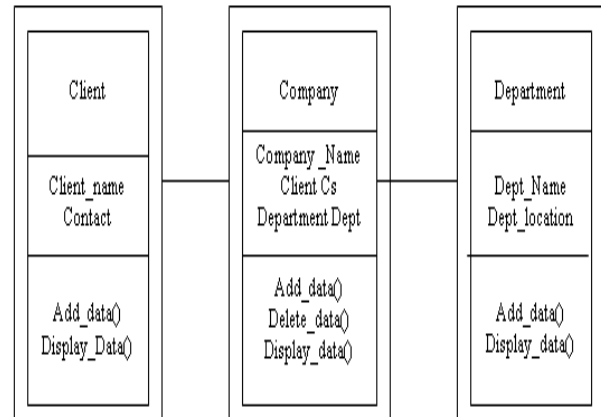 Client
Client_name
Contact
Add_data()
Display_Data()
Company
Company _Name
Client Cs
Department Dept
Add_data()
Delete_data()
Display_data()
Department
Dept_Name
Dept_location
Add_data()
Display_data()